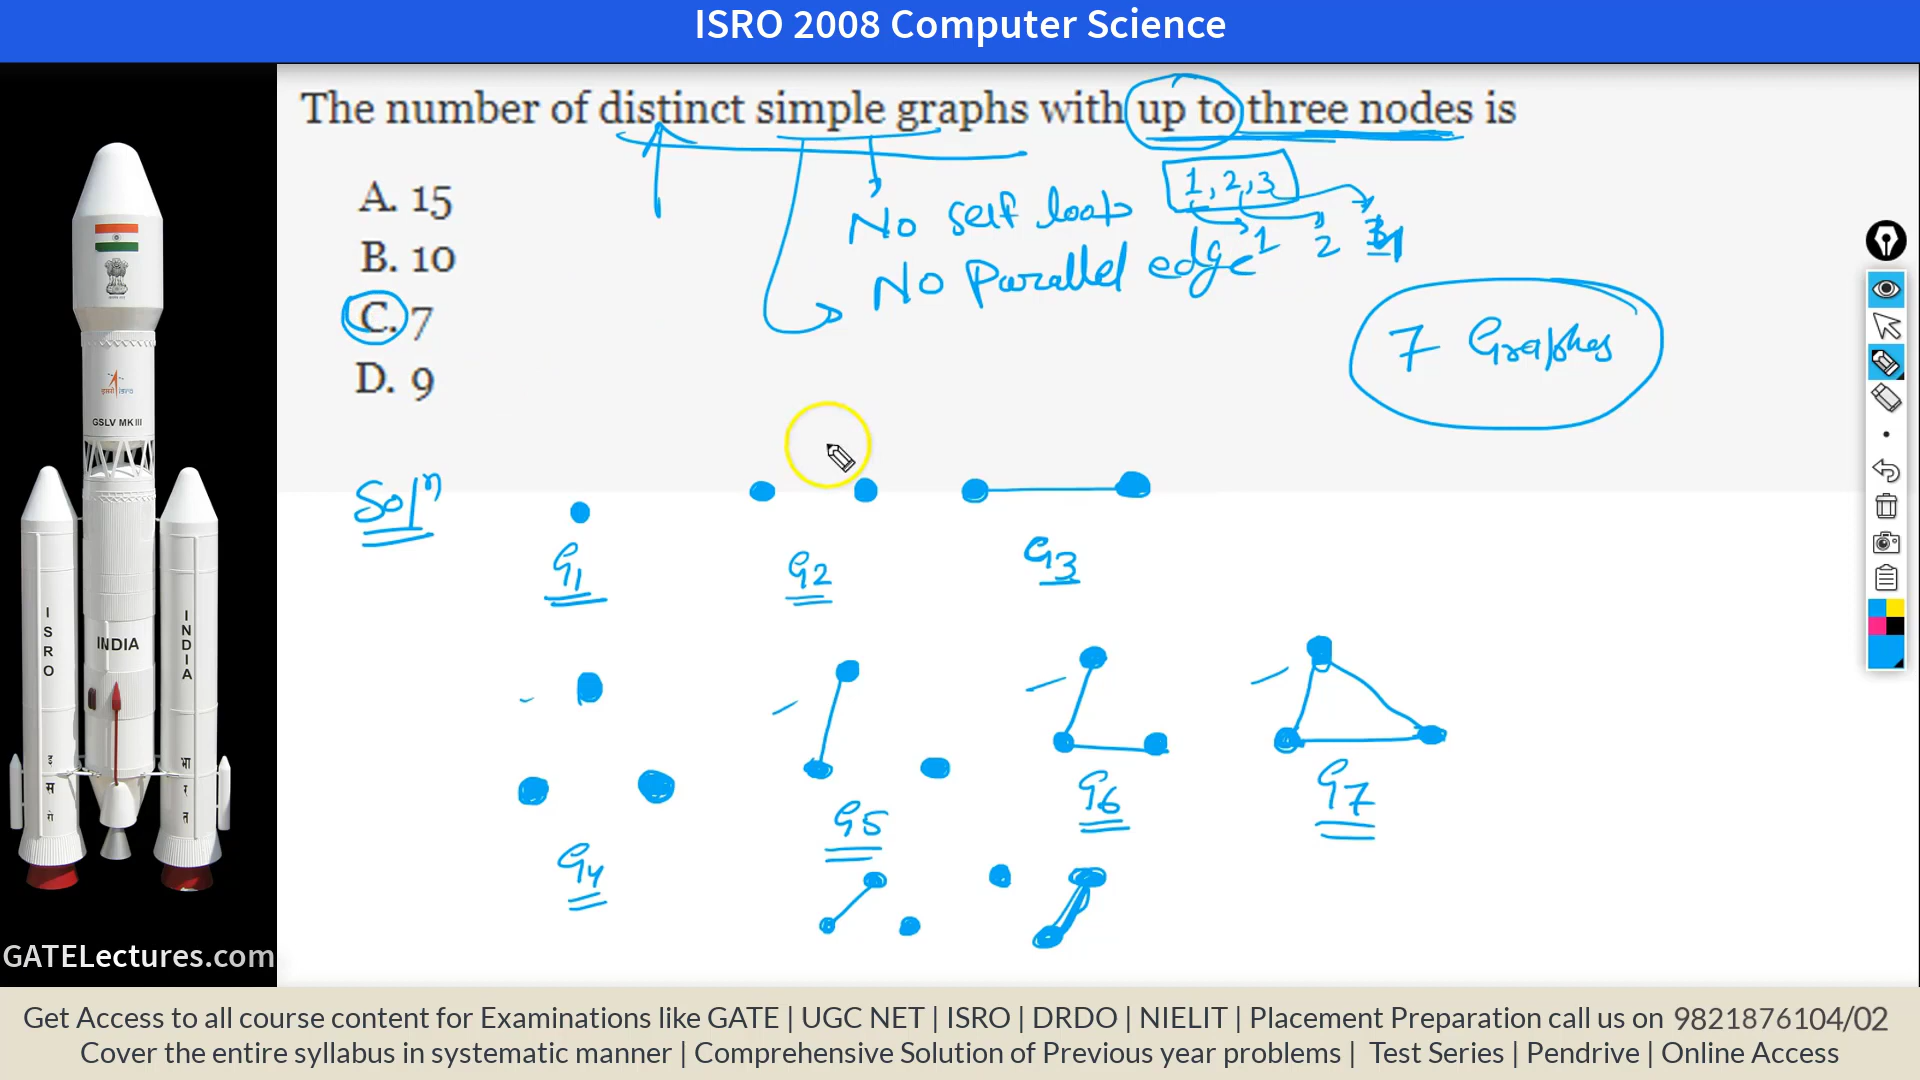 ISRO 2008 Computer Science
The number of distinct simple graphs with up to three nodes is
A. 15
B. 10
C. 7
D. 9
No self loop
No Parallel edge
1, 2, 3
1 2 4
7 Graphes
Solⁿ
G1
G2
G3
G4
G5
G6
G7
GSLV MK III
ISRO
INDIA
INDIA
इसरो
भारत
GATELectures.com
Get Access to all course content for Examinations like GATE | UGC NET | ISRO | DRDO | NIELIT | Placement Preparation call us on 9821876104/02
Cover the entire syllabus in systematic manner | Comprehensive Solution of Previous year problems | Test Series | Pendrive | Online Access